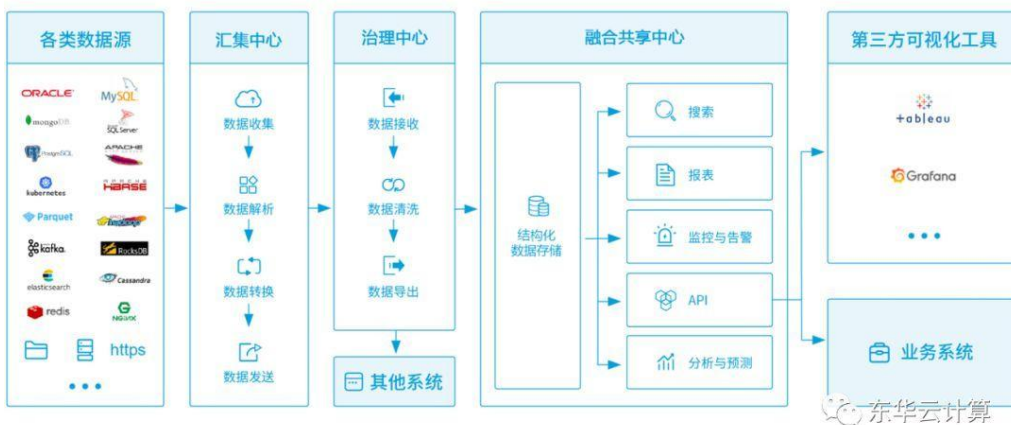 各类数据源
ORACLE
MySQL
mongoDB
SQL Server
PostgreSQL
APACHE
kubernetes
APACHE
HBASE
Parquet
hadoop
kafka
RocksDB
elasticsearch
Cassandra
redis
NGINX
https
汇集中心
数据收集
数据解析
数据转换
数据发送
治理中心
数据接收
数据清洗
数据导出
其他系统
融合共享中心
结构化
数据存储
搜索
报表
监控与告警
API
分析与预测
第三方可视化工具
+ableau
Grafana
业务系统
东华云计算